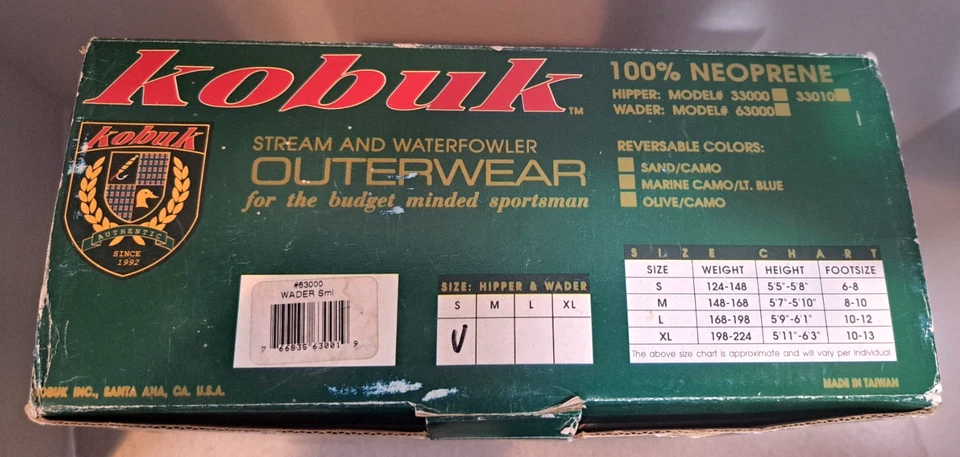 kobuk™
100% NEOPRENE
HIPPER: MODEL# 33000 33010
WADER: MODEL# 63000
kobuk
AUTHENTIC
SINCE
1992
STREAM AND WATERFOWLER
OUTERWEAR
for the budget minded sportsman
REVERSABLE COLORS:
SAND/CAMO
MARINE CAMO/LT. BLUE
OLIVE/CAMO
#63000
WADER Sml
7 66835 63001 9
SIZE: HIPPER & WADER
S M L XL
SIZE CHART
SIZE WEIGHT HEIGHT FOOTSIZE
S 124-148 5'5"-5'8" 6-8
M 148-168 5'7"-5'10" 8-10
L 168-198 5'9"-6'1" 10-12
XL 198-224 5'11"-6'3" 10-13
The above size chart is approximate and will vary per individual.
KOBUK INC., SANTA ANA, CA. U.S.A.
MADE IN TAIWAN